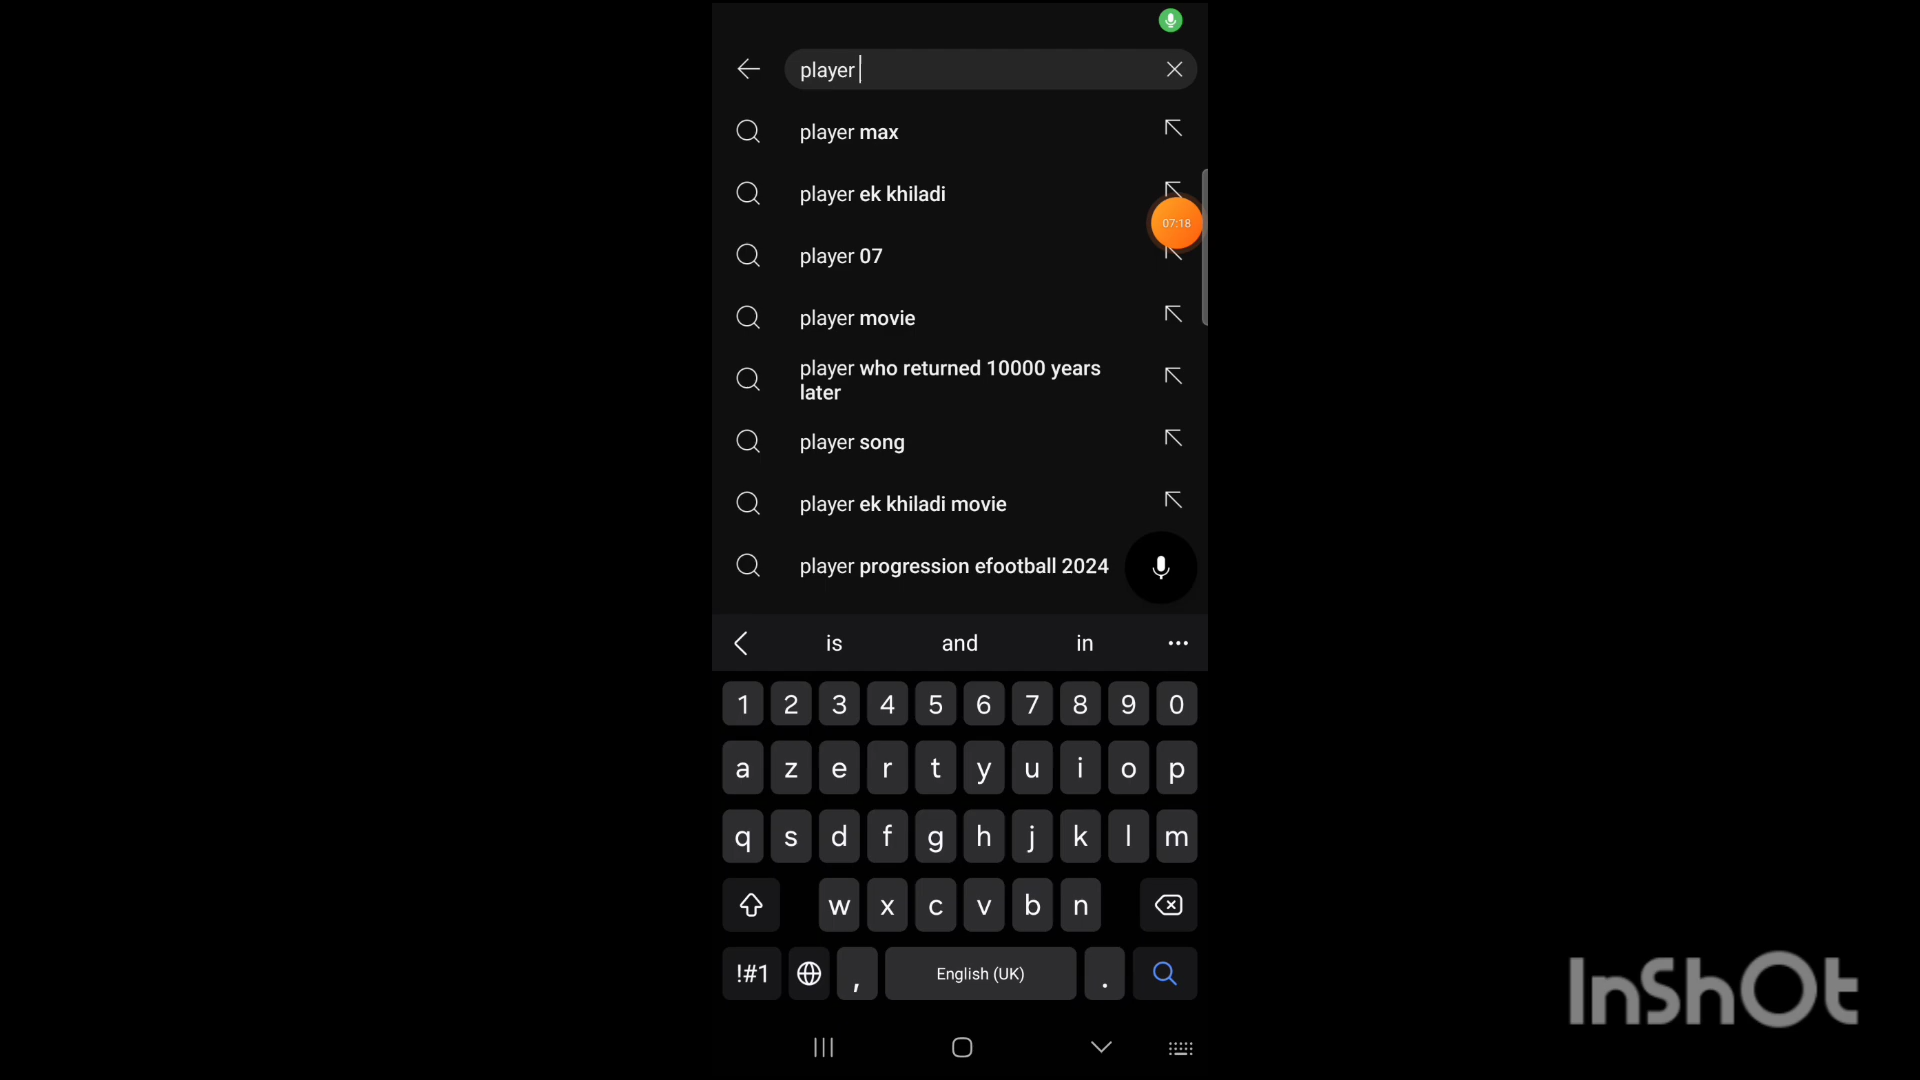 player
player max
player ek khiladi
07:18
player 07
player movie
player who returned 10000 years
later
player song
player ek khiladi movie
player progression efootball 2024
is and in
1 2 3 4 5 6 7 8 9 0
a z e r t y u i o p
q s d f g h j k l m
w x c v b n
!#1 , English (UK) .
InShOt